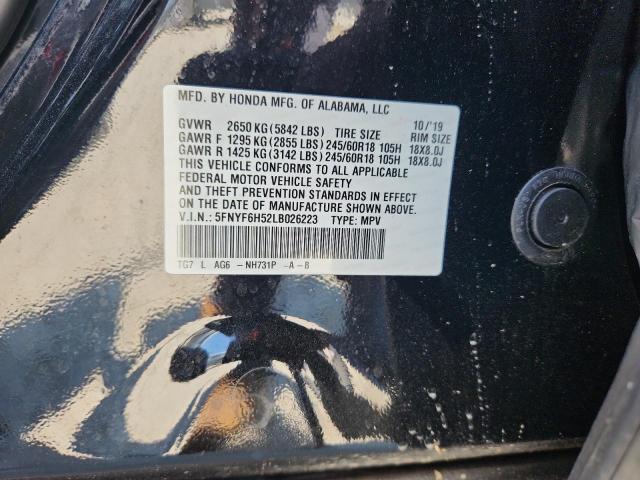 MFD. BY HONDA MFG. OF ALABAMA, LLC
10/'19
GVWR 2650 KG(5842 LBS) TIRE SIZE RIM SIZE
GAWR F 1295 KG(2855 LBS)245/60R18 105H 18X8.0J
GAWR R 1425 KG(3142 LBS)245/60R18 105H 18X8.0J
THIS VEHICLE CONFORMS TO ALL APPLICABLE
FEDERAL MOTOR VEHICLE SAFETY
AND THEFT PREVENTION STANDARDS IN EFFECT
ON THE DATE OF MANUFACTURE SHOWN ABOVE.
V.I.N.: 5FNYF6H52LB026223 TYPE: MPV
TG7 L AG6 -NH731P -A-B